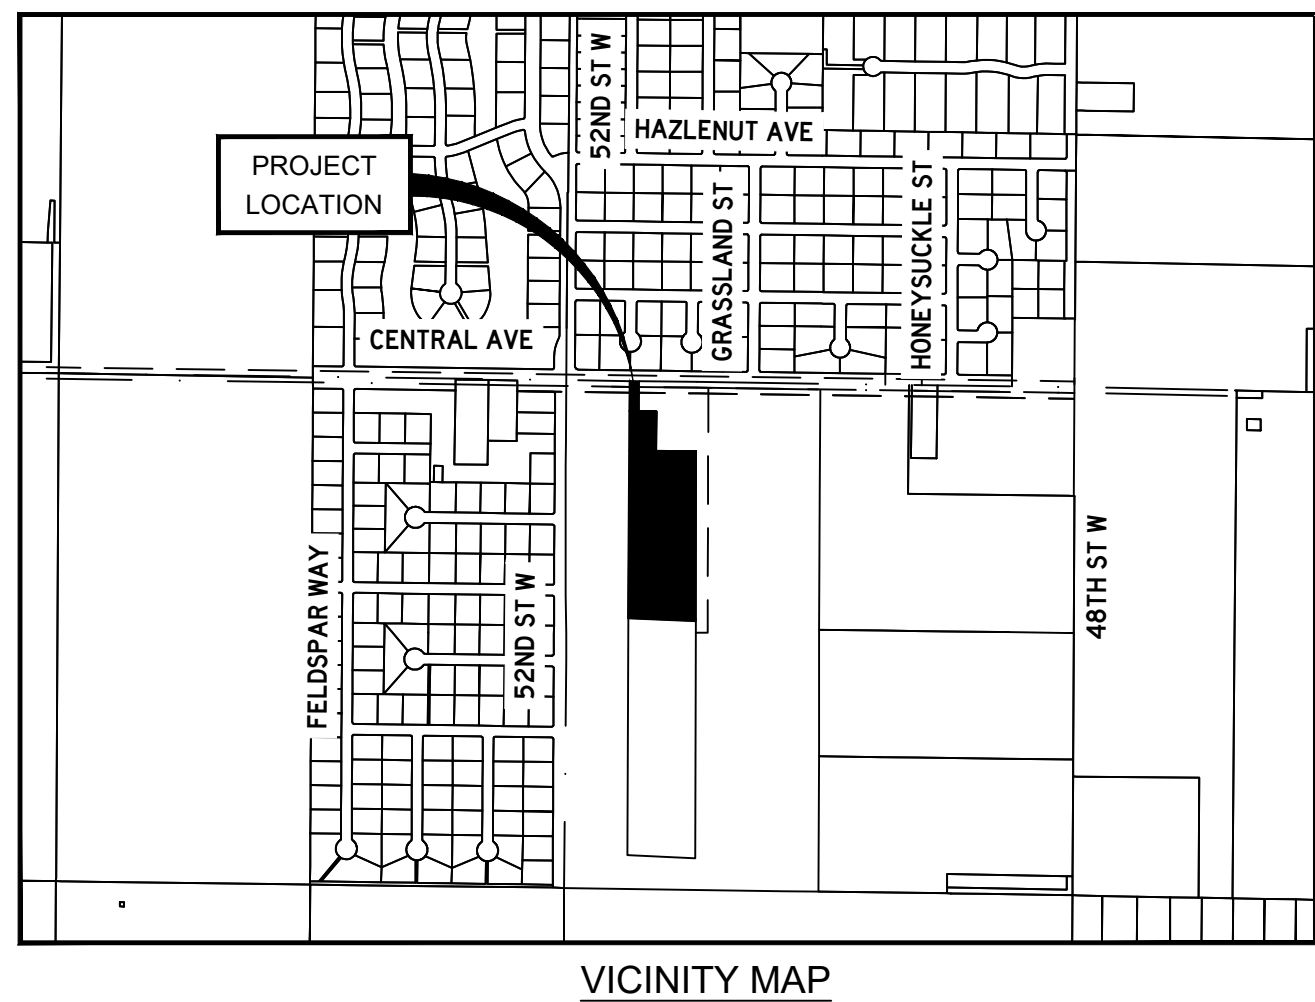 52ND ST W
HAZLENUT AVE
PROJECT
LOCATION
GRASSLAND ST
HONEYSUCKLE ST
CENTRAL AVE
FELDSPAR WAY
52ND ST W
48TH ST W
VICINITY MAP